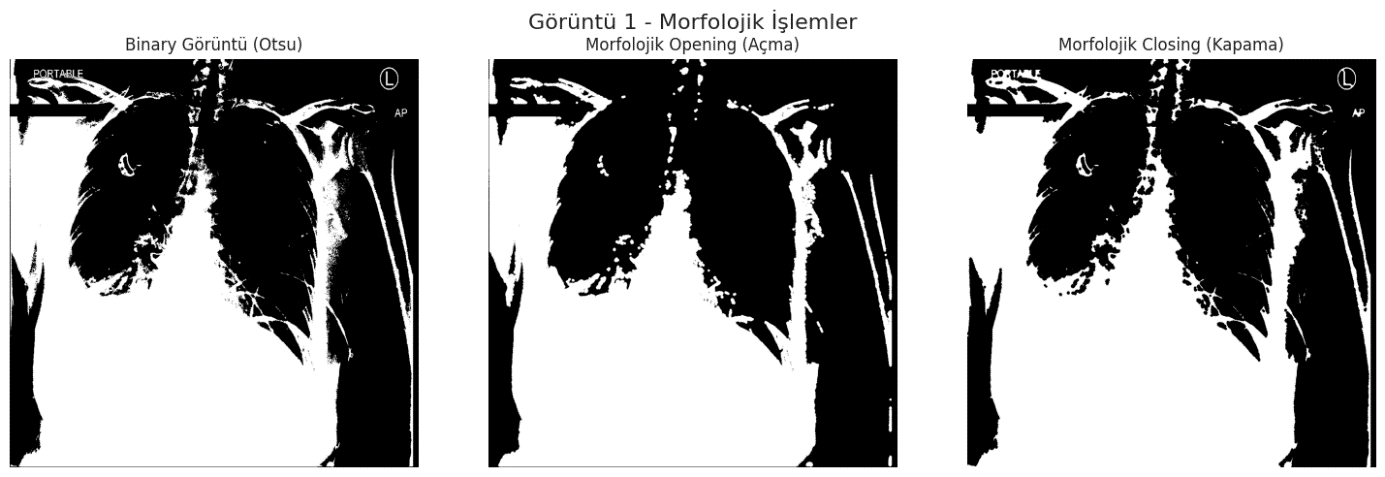 Görüntü 1 - Morfolojik İşlemler
Binary Görüntü (Otsu)
Morfolojik Opening (Açma)
Morfolojik Closing (Kapama)
PORTABLE
L
AP
PORTABLE
L
AP